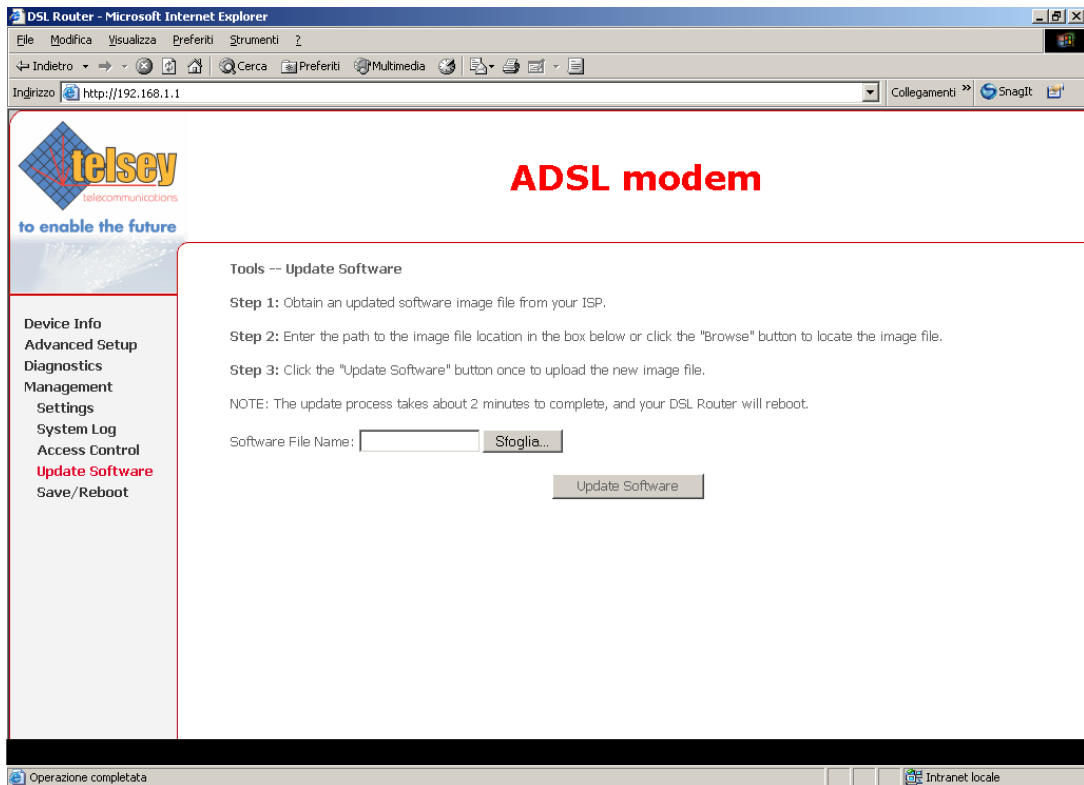 DSL Router - Microsoft Internet Explorer
File Modifica Visualizza Preferiti Strumenti ?
Indietro Cerca Preferiti Multimedia
Indirizzo http://192.168.1.1 Collegamenti » SnagIt
telsey
telecommunications
to enable the future
ADSL modem
Device Info
Advanced Setup
Diagnostics
Management
Settings
System Log
Access Control
Update Software
Save/Reboot
Tools -- Update Software
Step 1: Obtain an updated software image file from your ISP.
Step 2: Enter the path to the image file location in the box below or click the "Browse" button to locate the image file.
Step 3: Click the "Update Software" button once to upload the new image file.
NOTE: The update process takes about 2 minutes to complete, and your DSL Router will reboot.
Software File Name: Sfoglia...
Update Software
Operazione completata Intranet locale